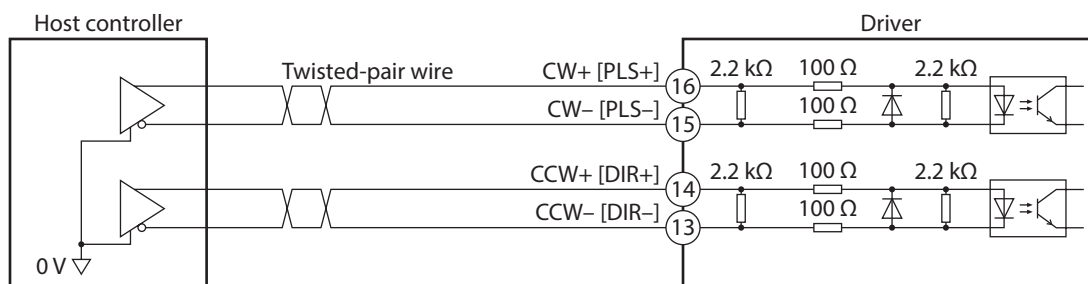 Host controller
Driver
Twisted-pair wire
CW+ [PLS+]
16
2.2 kΩ
100 Ω
2.2 kΩ
CW– [PLS–]
15
100 Ω
CCW+ [DIR+]
14
2.2 kΩ
100 Ω
2.2 kΩ
CCW– [DIR–]
13
100 Ω
0 V